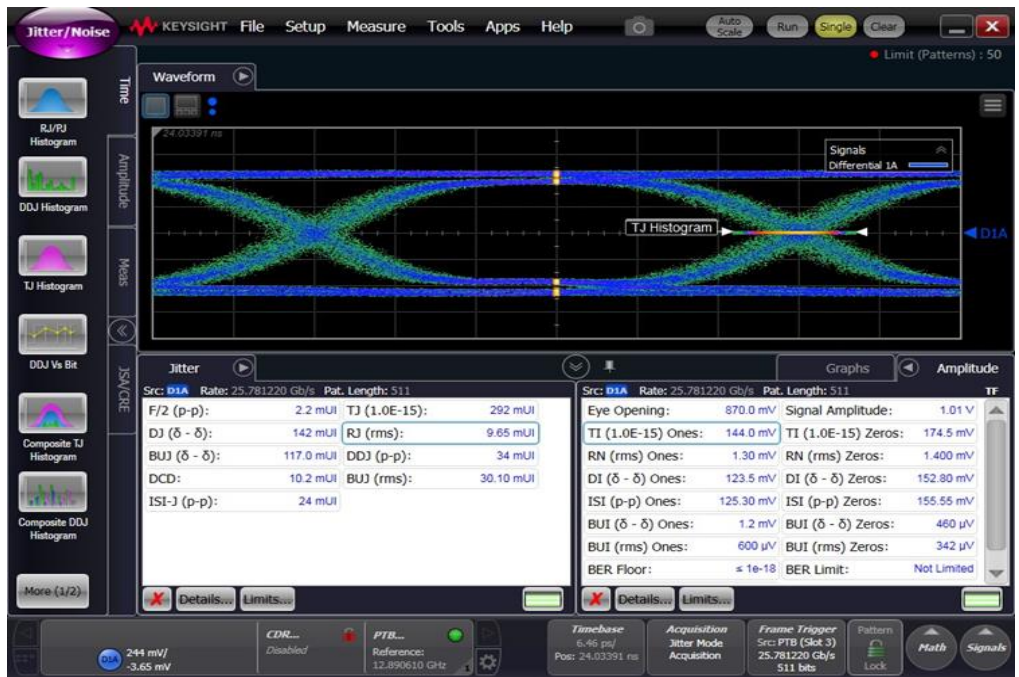 Jitter/Noise
KEYSIGHT File Setup Measure Tools Apps Help
Auto Scale
Run
Single
Clear
Limit (Patterns) : 50
RJ/PJ
Histogram
DDJ Histogram
TJ Histogram
DDJ Vs Bit
Composite TJ
Histogram
Composite DDJ
Histogram
More (1/2)
Time
Amplitude
Meas
JSA/CRE
Waveform
24.03391 ns
Signals
Differential 1A
TJ Histogram
D1A
Jitter
Src: D1A Rate: 25.781220 Gb/s Pat. Length: 511
F/2 (p-p): 2.2 mUI TJ (1.0E-15): 292 mUI
DJ (δ - δ): 142 mUI RJ (rms): 9.65 mUI
BUJ (δ - δ): 117.0 mUI DDJ (p-p): 34 mUI
DCD: 10.2 mUI BUJ (rms): 30.10 mUI
ISI-J (p-p): 24 mUI
Details... Limits...
Graphs Amplitude
Src: D1A Rate: 25.781220 Gb/s Pat. Length: 511 TF
Eye Opening: 870.0 mV Signal Amplitude: 1.01 V
TI (1.0E-15) Ones: 144.0 mV TI (1.0E-15) Zeros: 174.5 mV
RN (rms) Ones: 1.30 mV RN (rms) Zeros: 1.400 mV
DI (δ - δ) Ones: 123.5 mV DI (δ - δ) Zeros: 152.80 mV
ISI (p-p) Ones: 125.30 mV ISI (p-p) Zeros: 155.55 mV
BUI (δ - δ) Ones: 1.2 mV BUI (δ - δ) Zeros: 460 µV
BUI (rms) Ones: 600 µV BUI (rms) Zeros: 342 µV
BER Floor: ≤ 1e-18 BER Limit: Not Limited
Details... Limits...
D1A
244 mV/
-3.65 mV
CDR...
Disabled
PTB...
Reference:
12.890610 GHz
1
Timebase
6.46 ps/
Pos: 24.03391 ns
Acquisition
Jitter Mode
Acquisition
Frame Trigger
Src: PTB (Slot 3)
25.781220 Gb/s
511 bits
Pattern
Lock
Math
Signals